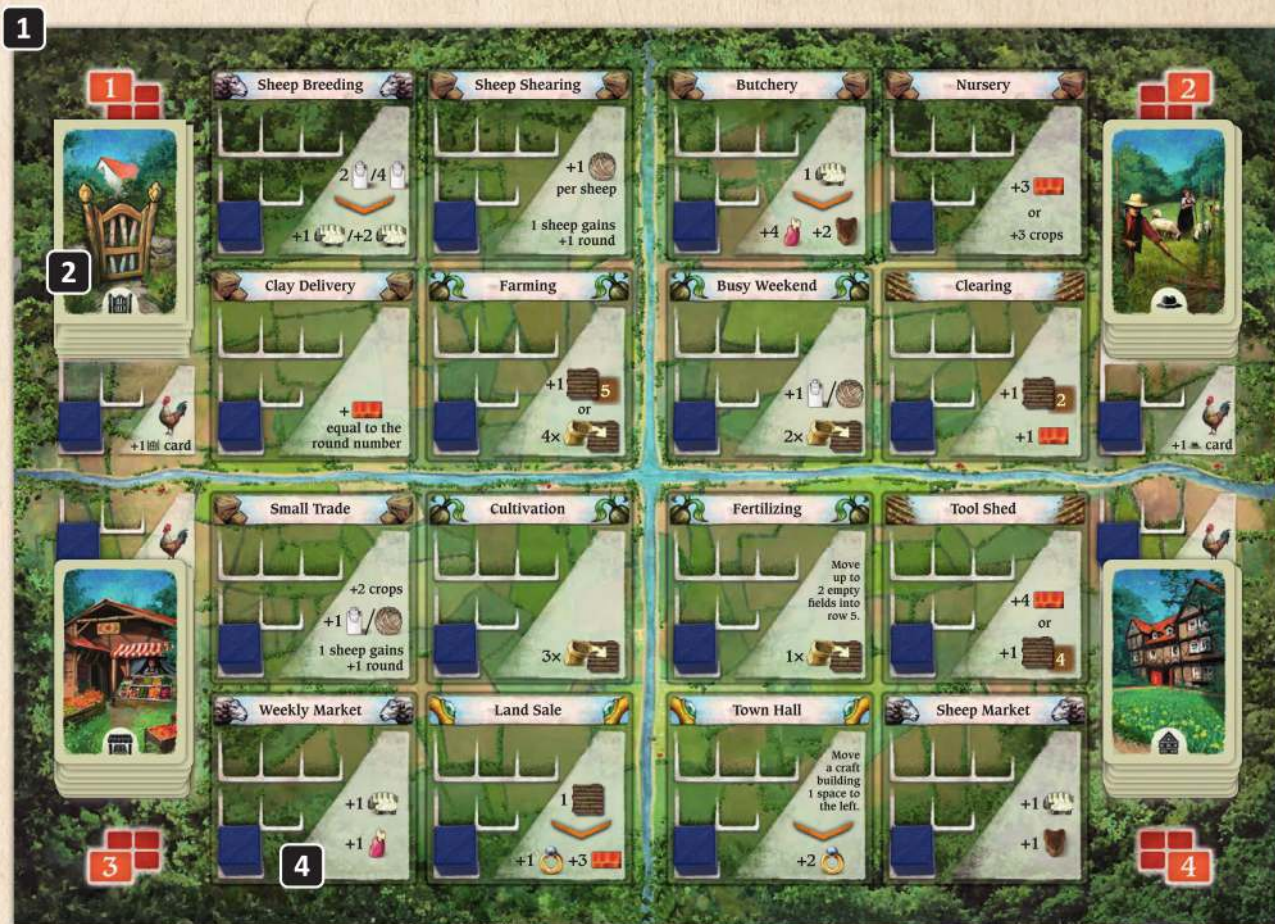 1
1
2
Sheep Breeding
2 /4
+1 /+2
Sheep Shearing
+1
per sheep
1 sheep gains
+1 round
Butchery
1
+4 +2
Nursery
+3
or
+3 crops
2
Clay Delivery
+
equal to the
round number
Farming
+1 5
or
4x
Busy Weekend
+1 /
2x
Clearing
+1 2
+1
+1 card
+1 card
Small Trade
+2 crops
+1 /
1 sheep gains
+1 round
Cultivation
3x
Fertilizing
Move
up to
2 empty
fields into
row 5.
1x
Tool Shed
+4
or
+1 4
Weekly Market
+1
+1
4
Land Sale
1
+1 +3
Town Hall
Move
a craft
building
1 space to
the left.
+2
Sheep Market
+1
+1
3
4